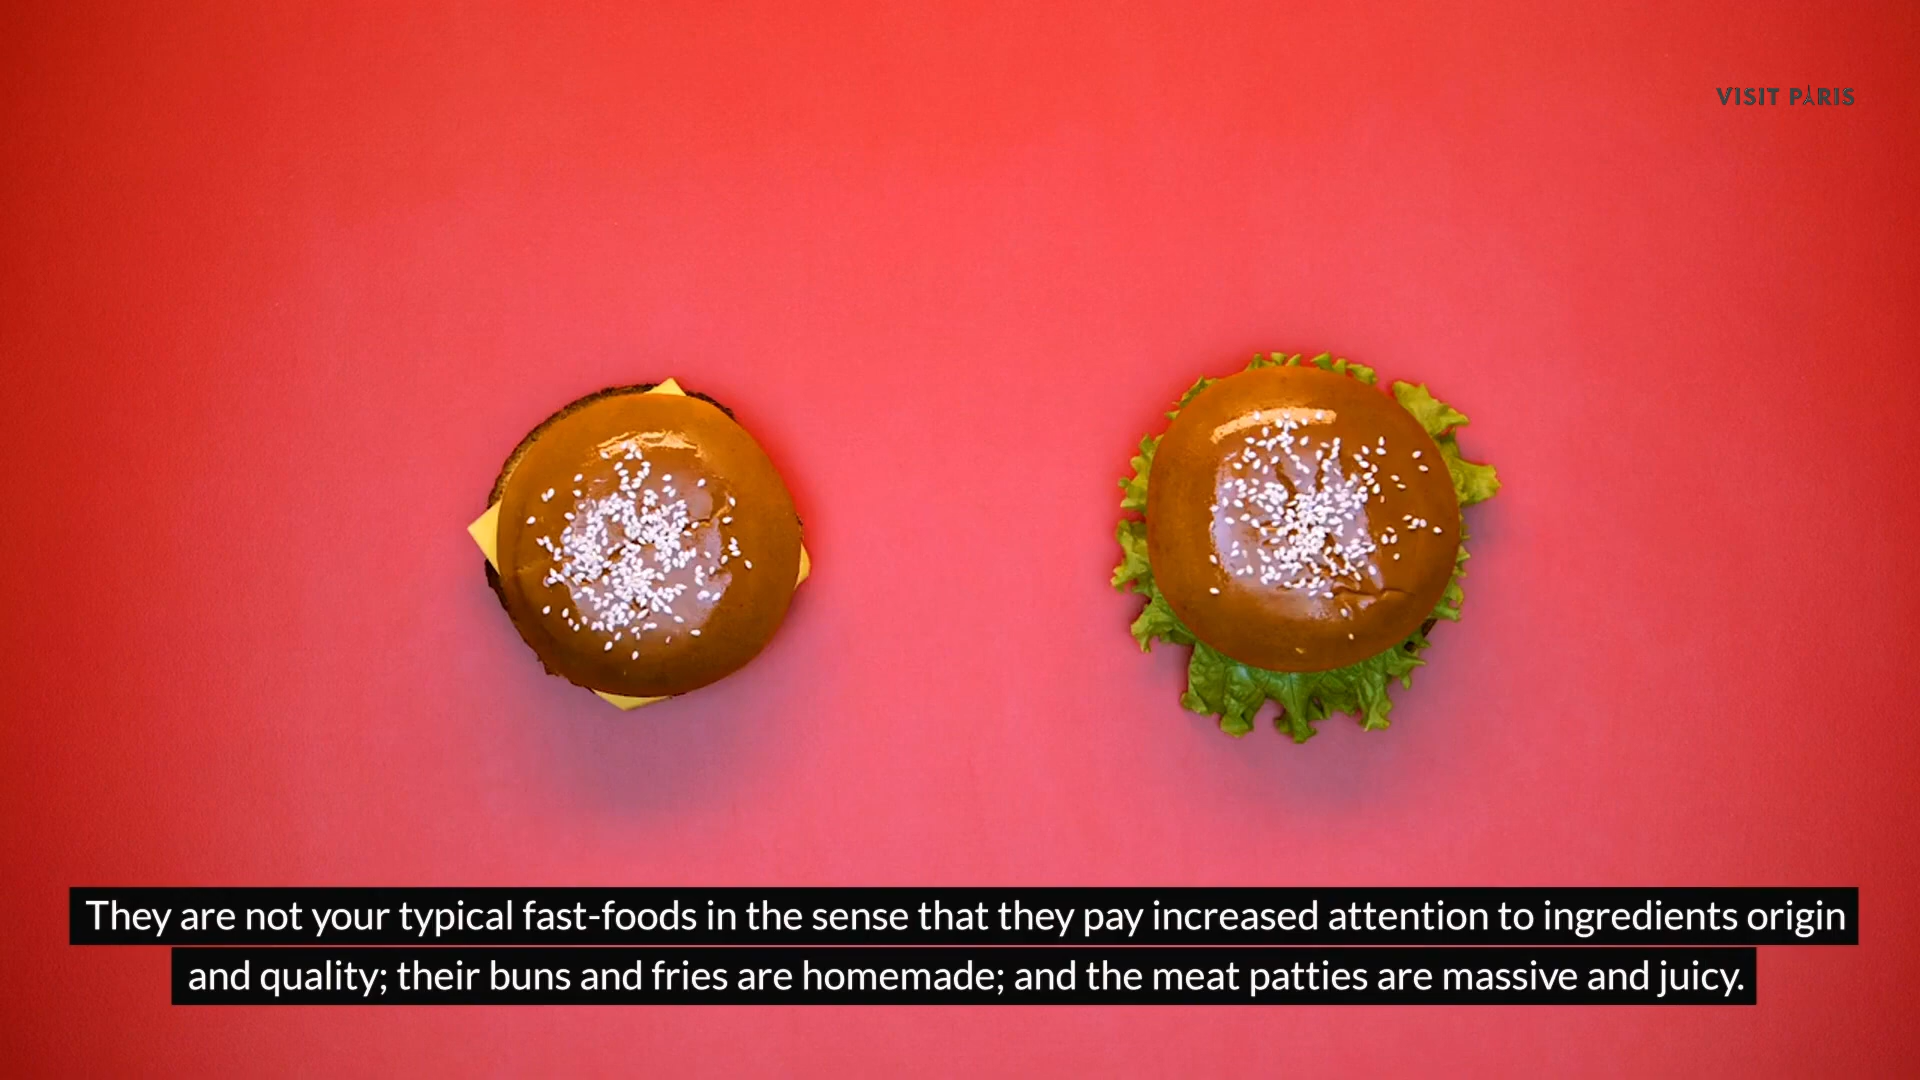 VISIT PARIS
They are not your typical fast-foods in the sense that they pay increased attention to ingredients origin
and quality; their buns and fries are homemade; and the meat patties are massive and juicy.